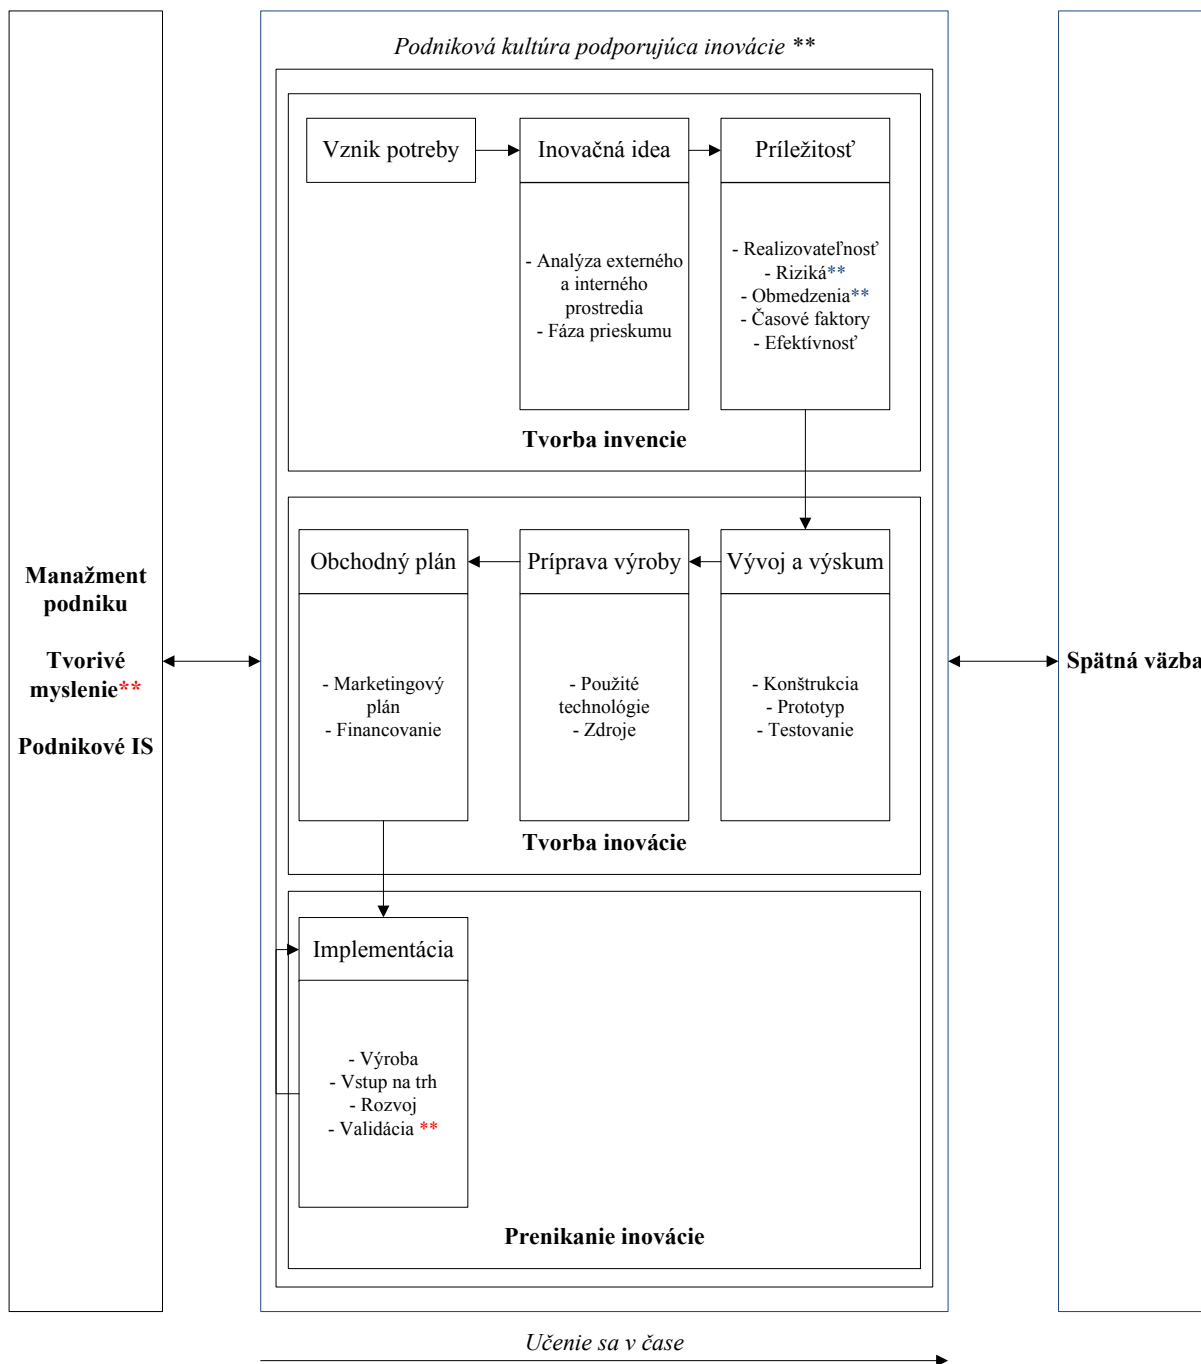 Podniková kultúra podporujúca inovácie **
Vznik potreby
Inovačná idea
- Analýza externého
a interného
prostredia
- Fáza prieskumu
Príležitosť
- Realizovateľnosť
- Riziká**
- Obmedzenia**
- Časové faktory
- Efektívnosť
Tvorba invencie
Manažment
podniku
Tvorivé
myslenie**
Podnikové IS
Obchodný plán
- Marketingový
plán
- Financovanie
Príprava výroby
- Použité
technológie
- Zdroje
Vývoj a výskum
- Konštrukcia
- Prototyp
- Testovanie
Tvorba inovácie
Spätná väzba
Implementácia
- Výroba
- Vstup na trh
- Rozvoj
- Validácia **
Prenikanie inovácie
Učenie sa v čase